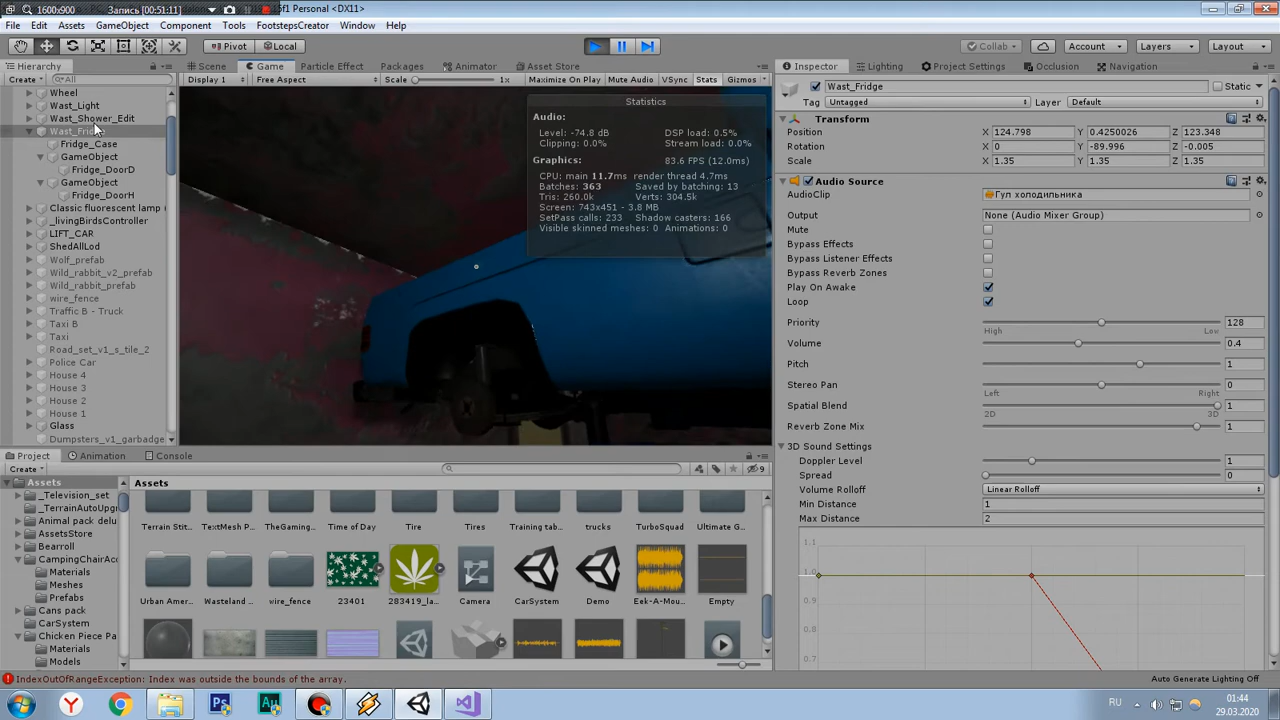 1600x900 Запись [00:51:11] 5f1 Personal <DX11>
File Edit Assets GameObject Component Tools FootstepsCreator Window Help
Pivot Local Collab Account Layers Layout
Hierarchy
Create All
Wheel
Wast_Light
Wast_Shower_Edit
Fridge_Case
GameObject
Fridge_DoorD
GameObject
Fridge_DoorH
Classic fluorescent lamp
_livingBirdsController
LIFT_CAR
ShedAllLod
Wolf_prefab
Wild_rabbit_v2_prefab
Wild_rabbit_prefab
wire_fence
Traffic B - Truck
Taxi B
Taxi
Road_set_v1_s_tile_2
Police Car
House 4
House 3
House 2
House 1
Glass
Dumpsters_v1_garbadge
Scene Game Particle Effect Packages Animator Asset Store
Display 1 Free Aspect Scale 1x Maximize On Play Mute Audio VSync Stats Gizmos
Statistics
Audio:
Level: -74.8 dB DSP load: 0.5%
Clipping: 0.0% Stream load: 0.0%
Graphics: 83.6 FPS (12.0ms)
CPU: main 11.7ms render thread 4.7ms
Batches: 363 Saved by batching: 13
Tris: 260.0k Verts: 304.5k
Screen: 743x451 - 3.8 MB
SetPass calls: 233 Shadow casters: 166
Visible skinned meshes: 0 Animations: 0
Inspector Lighting Project Settings Occlusion Navigation
Wast_Fridge Static
Tag Untagged Layer Default
Transform
Position X 124.798 Y 0.4250026 Z 123.348
Rotation X 0 Y -89.996 Z -0.005
Scale X 1.35 Y 1.35 Z 1.35
Audio Source
AudioClip Гул холодильника
Output None (Audio Mixer Group)
Mute
Bypass Effects
Bypass Listener Effects
Bypass Reverb Zones
Play On Awake
Loop
Priority 128
High Low
Volume 0.4
Pitch 1
Stereo Pan 0
Left Right
Spatial Blend 1
2D 3D
Reverb Zone Mix 1
3D Sound Settings
Doppler Level 1
Spread 0
Volume Rolloff Linear Rolloff
Min Distance 1
Max Distance 2
1.1
1.0
0.9
0.8
0.7
Project Animation Console
Create 9
Assets
_Television_set
_TerrainAutoUpgr
Animal pack delu
AssetsStore
Bearroll
CampingChairAcc
Materials
Meshes
Prefabs
Cans pack
CarSystem
Chicken Piece Pa
Materials
Models
Assets
Terrain Stit... TextMesh P... TheGaming... Time of Day Tire Tires Training tab... trucks TurboSquad Ultimate G...
Urban Amer... Wasteland ... wire_fence 23401 283419_la... Camera CarSystem Demo Eek-A-Mou... Empty
IndexOutOfRangeException: Index was outside the bounds of the array.
Auto Generate Lighting Off
RU 01:44
29.03.2020